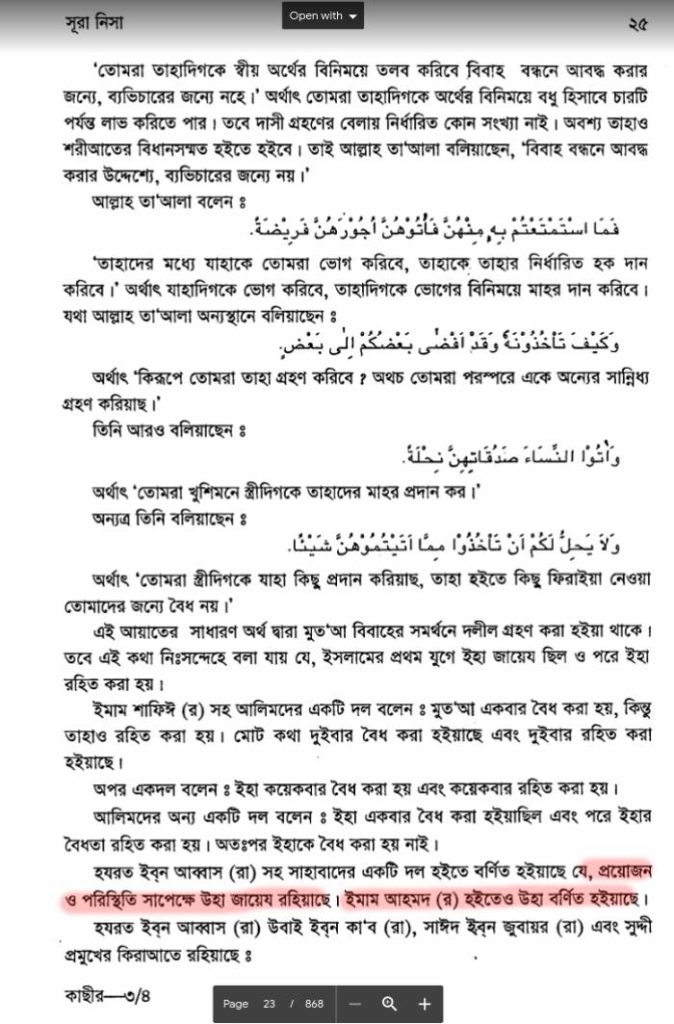 Open with
সূরা নিসা ২৫
‘তোমরা তাহাদিগকে স্বীয় অর্থের বিনিময়ে তলব করিবে বিবাহ বন্ধনে আবদ্ধ করার
জন্যে, ব্যভিচারের জন্যে নহে।’ অর্থাৎ তোমরা তাহাদিগকে অর্থের বিনিময়ে বধু হিসাবে চারটি
পর্যন্ত লাভ করিতে পার। তবে দাসী গ্রহণের বেলায় নির্ধারিত কোন সংখ্যা নাই। অবশ্য তাহাও
শরীআতের বিধানসম্মত হইতে হইবে। তাই আল্লাহ তা‘আলা বলিয়াছেন, ‘বিবাহ বন্ধনে আবদ্ধ
করার উদ্দেশ্যে, ব্যভিচারের জন্যে নয়।’
আল্লাহ তা‘আলা বলেন ঃ
فَمَا اسْتَمْتَعْتُمْ بِهِ مِنْهُنَّ فَأْتُوْهُنَّ اُجُوْرَهُنَّ فَرِيْضَةً.
‘তাহাদের মধ্যে যাহাকে তোমরা ভোগ করিবে, তাহাকে তাহার নির্ধারিত হক দান
করিবে।’ অর্থাৎ যাহাদিগকে ভোগ করিবে, তাহাদিগকে ভোগের বিনিময়ে মাহর দান করিবে।
যথা আল্লাহ তা‘আলা অন্যস্থানে বলিয়াছেন ঃ
وَكَيْفَ تَأْخُذُوْنَهُ وَقَدْ اَفْضٰى بَعْضُكُمْ اِلٰى بَعْضٍ.
অর্থাৎ ‘কিরূপে তোমরা তাহা গ্রহণ করিবে ? অথচ তোমরা পরস্পরে একে অন্যের সান্নিধ্য
গ্রহণ করিয়াছ।’
তিনি আরও বলিয়াছেন ঃ
وَاٰتُوْا النِّسَاءَ صَدُقَاتِهِنَّ نِحْلَةً.
অর্থাৎ ‘তোমরা খুশিমনে স্ত্রীদিগকে তাহাদের মাহর প্রদান কর।’
অন্যত্র তিনি বলিয়াছেন ঃ
وَلَا يَحِلُّ لَكُمْ اَنْ تَأْخُذُوْا مِمَّا اٰتَيْتُمُوْهُنَّ شَيْئًا.
অর্থাৎ ‘তোমরা স্ত্রীদিগকে যাহা কিছু প্রদান করিয়াছ, তাহা হইতে কিছু ফিরাইয়া নেওয়া
তোমাদের জন্যে বৈধ নয়।’
এই আয়াতের সাধারণ অর্থ দ্বারা মুত‘আ বিবাহের সমর্থনে দলীল গ্রহণ করা হইয়া থাকে।
তবে এই কথা নিঃসন্দেহে বলা যায় যে, ইসলামের প্রথম যুগে ইহা জায়েয ছিল ও পরে ইহা
রহিত করা হয়।
ইমাম শাফিঈ (র) সহ আলিমদের একটি দল বলেন ঃ মুত‘আ একবার বৈধ করা হয়, কিন্তু
তাহাও রহিত করা হয়। মোট কথা দুইবার বৈধ করা হইয়াছে এবং দুইবার রহিত করা
হইয়াছে।
অপর একদল বলেন ঃ ইহা কয়েকবার বৈধ করা হয় এবং কয়েকবার রহিত করা হয়।
আলিমদের অন্য একটি দল বলেন ঃ ইহা একবার বৈধ করা হইয়াছিল এবং পরে ইহার
বৈধতা রহিত করা হয়। অতঃপর ইহাকে বৈধ করা হয় নাই।
হযরত ইব্‌ন আব্বাস (রা) সহ সাহাবাদের একটি দল হইতে বর্ণিত হইয়াছে যে, প্রয়োজন
ও পরিস্থিতি সাপেক্ষে উহা জায়েয রহিয়াছে। ইমাম আহমদ (র) হইতেও উহা বর্ণিত হইয়াছে।
হযরত ইব্‌ন আব্বাস (রা) উবাই ইব্‌ন কা‘ব (রা), সাঈদ ইব্‌ন জুবায়র (রা) এবং সুদ্দী
প্রমুখের কিরাআতে রহিয়াছে ঃ
কাছীর—৩/৪
Page 23 / 868